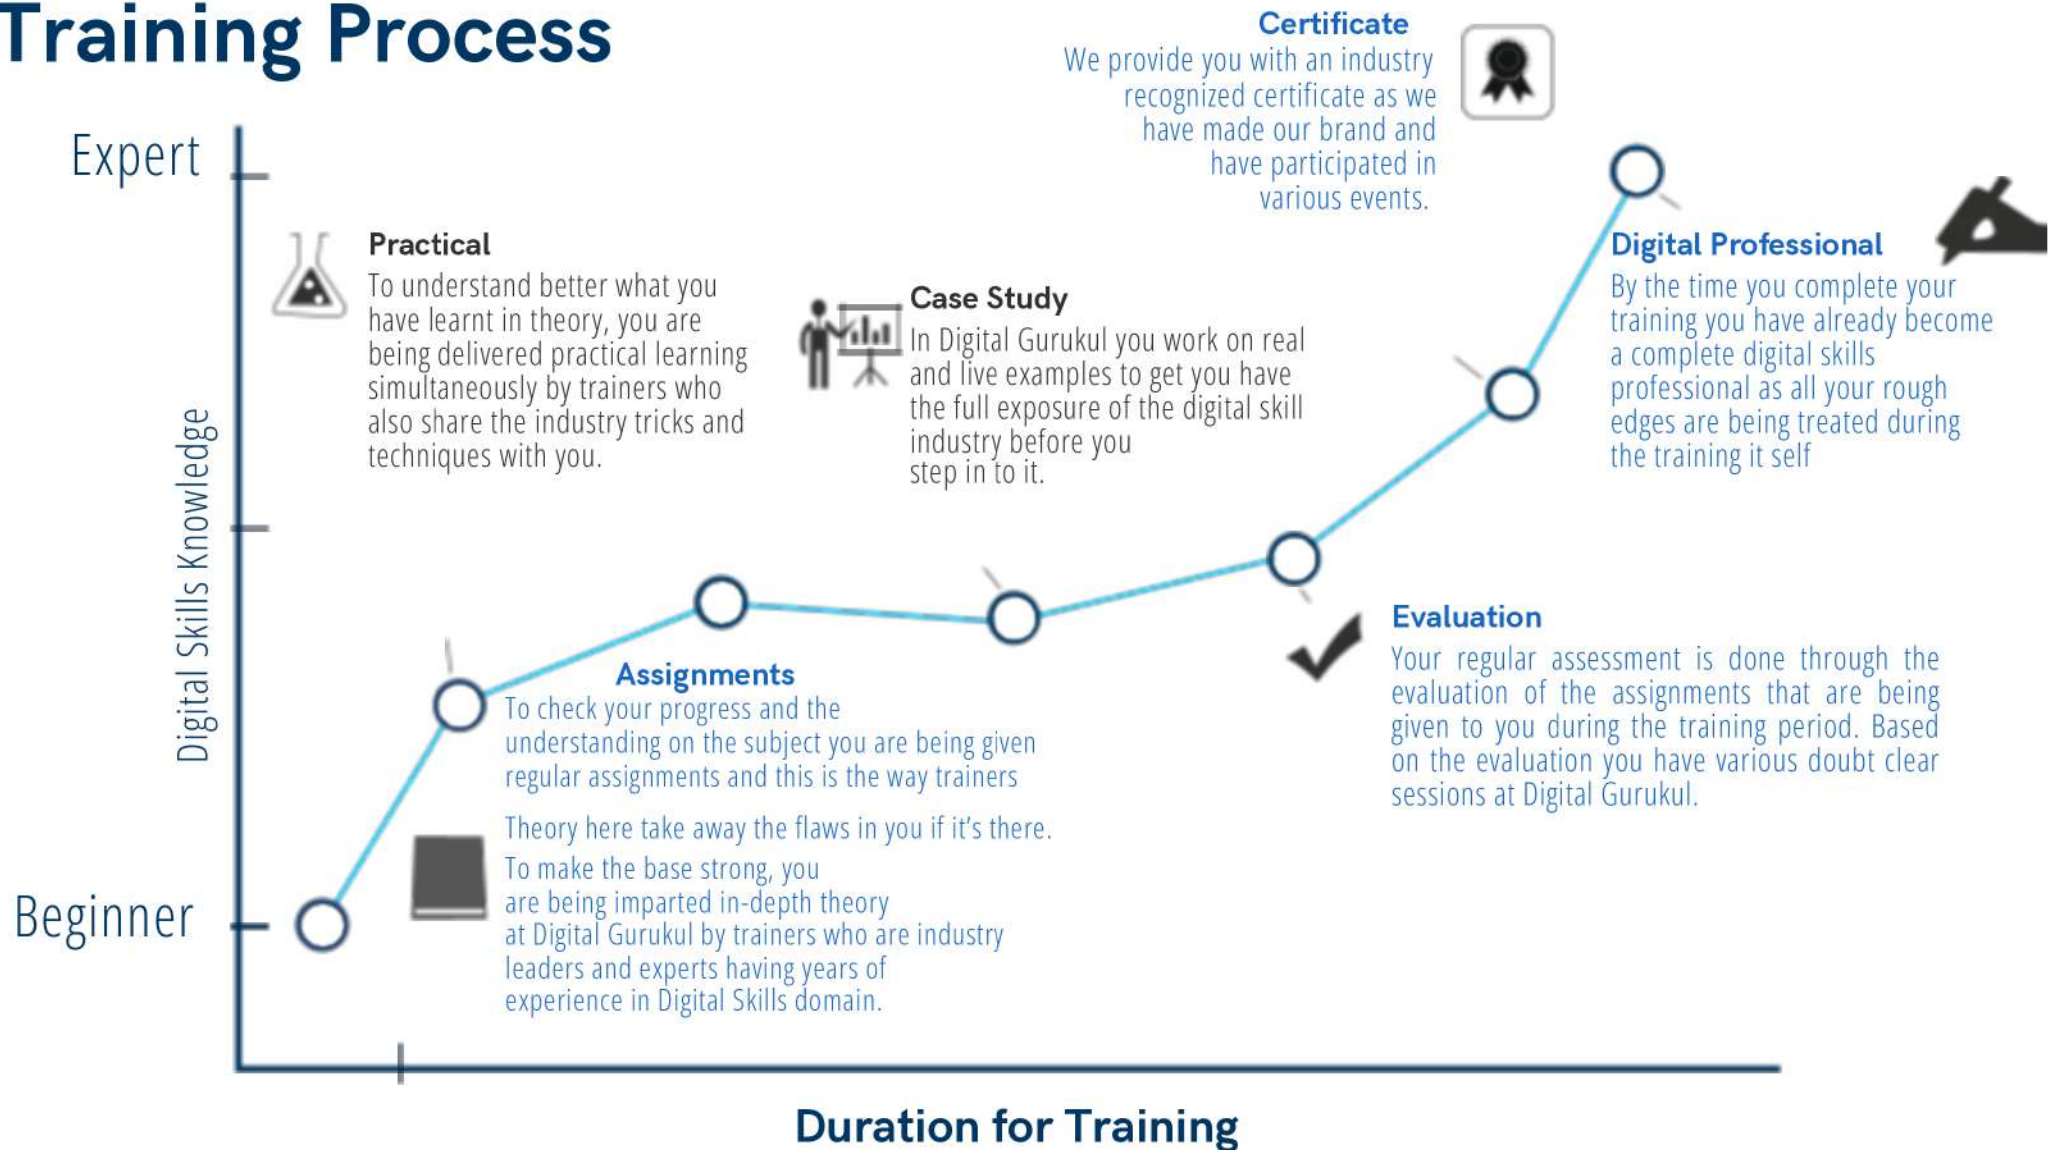 Training Process
Certificate
We provide you with an industry
recognized certificate as we
have made our brand and
have participated in
various events.
Expert
Practical
To understand better what you
have learnt in theory, you are
being delivered practical learning
simultaneously by trainers who
also share the industry tricks and
techniques with you.
Case Study
In Digital Gurukul you work on real
and live examples to get you have
the full exposure of the digital skill
industry before you
step in to it.
Digital Professional
By the time you complete your
training you have already become
a complete digital skills
professional as all your rough
edges are being treated during
the training it self
Digital Skills Knowledge
Assignments
To check your progress and the
understanding on the subject you are being given
regular assignments and this is the way trainers
Theory here take away the flaws in you if it's there.
To make the base strong, you
are being imparted in-depth theory
at Digital Gurukul by trainers who are industry
leaders and experts having years of
experience in Digital Skills domain.
Evaluation
Your regular assessment is done through the
evaluation of the assignments that are being
given to you during the training period. Based
on the evaluation you have various doubt clear
sessions at Digital Gurukul.
Beginner
Duration for Training